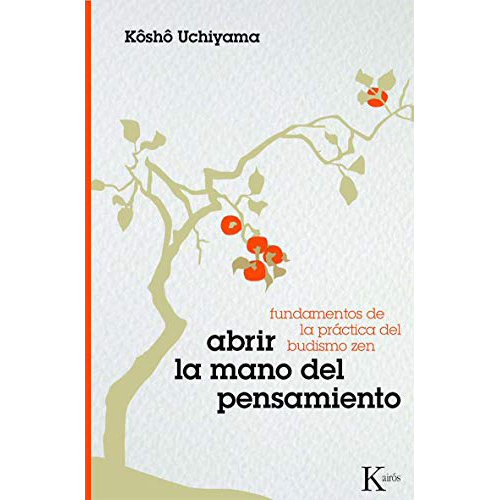 Kôshô Uchiyama
fundamentos de
la práctica del
budismo zen
abrir
la mano del
pensamiento
Kairós